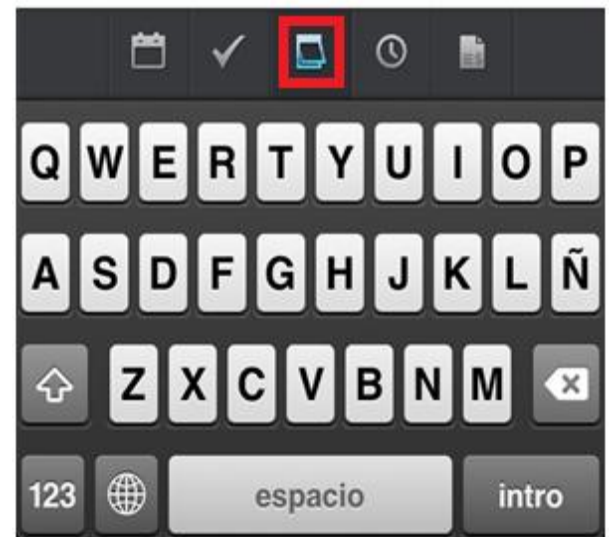 Q W E R T Y U I O P
A S D F G H J K L Ñ
Z X C V B N M
123 espacio intro